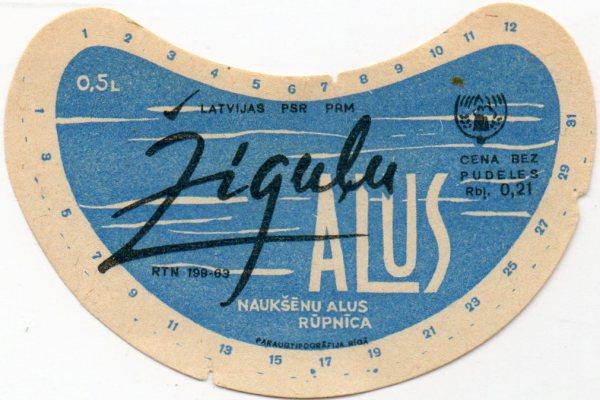 1 2 3 4 5 6 7 8 9 10 11 12
0,5L
LATVIJAS PSR PRM
Žiguļu
ALUS
CENA BEZ
PUDELES
Rbļ. 0,21
RTN 198-63
NAUKŠĒNU ALUS
RŪPNĪCA
PARAUGTIPOGRĀFIJA RĪGĀ
1 - 3 - 5 - 7 - 9 - 11 - 13 - 15 - 17 - 19 - 21 - 23 - 25 - 27 - 29 - 31